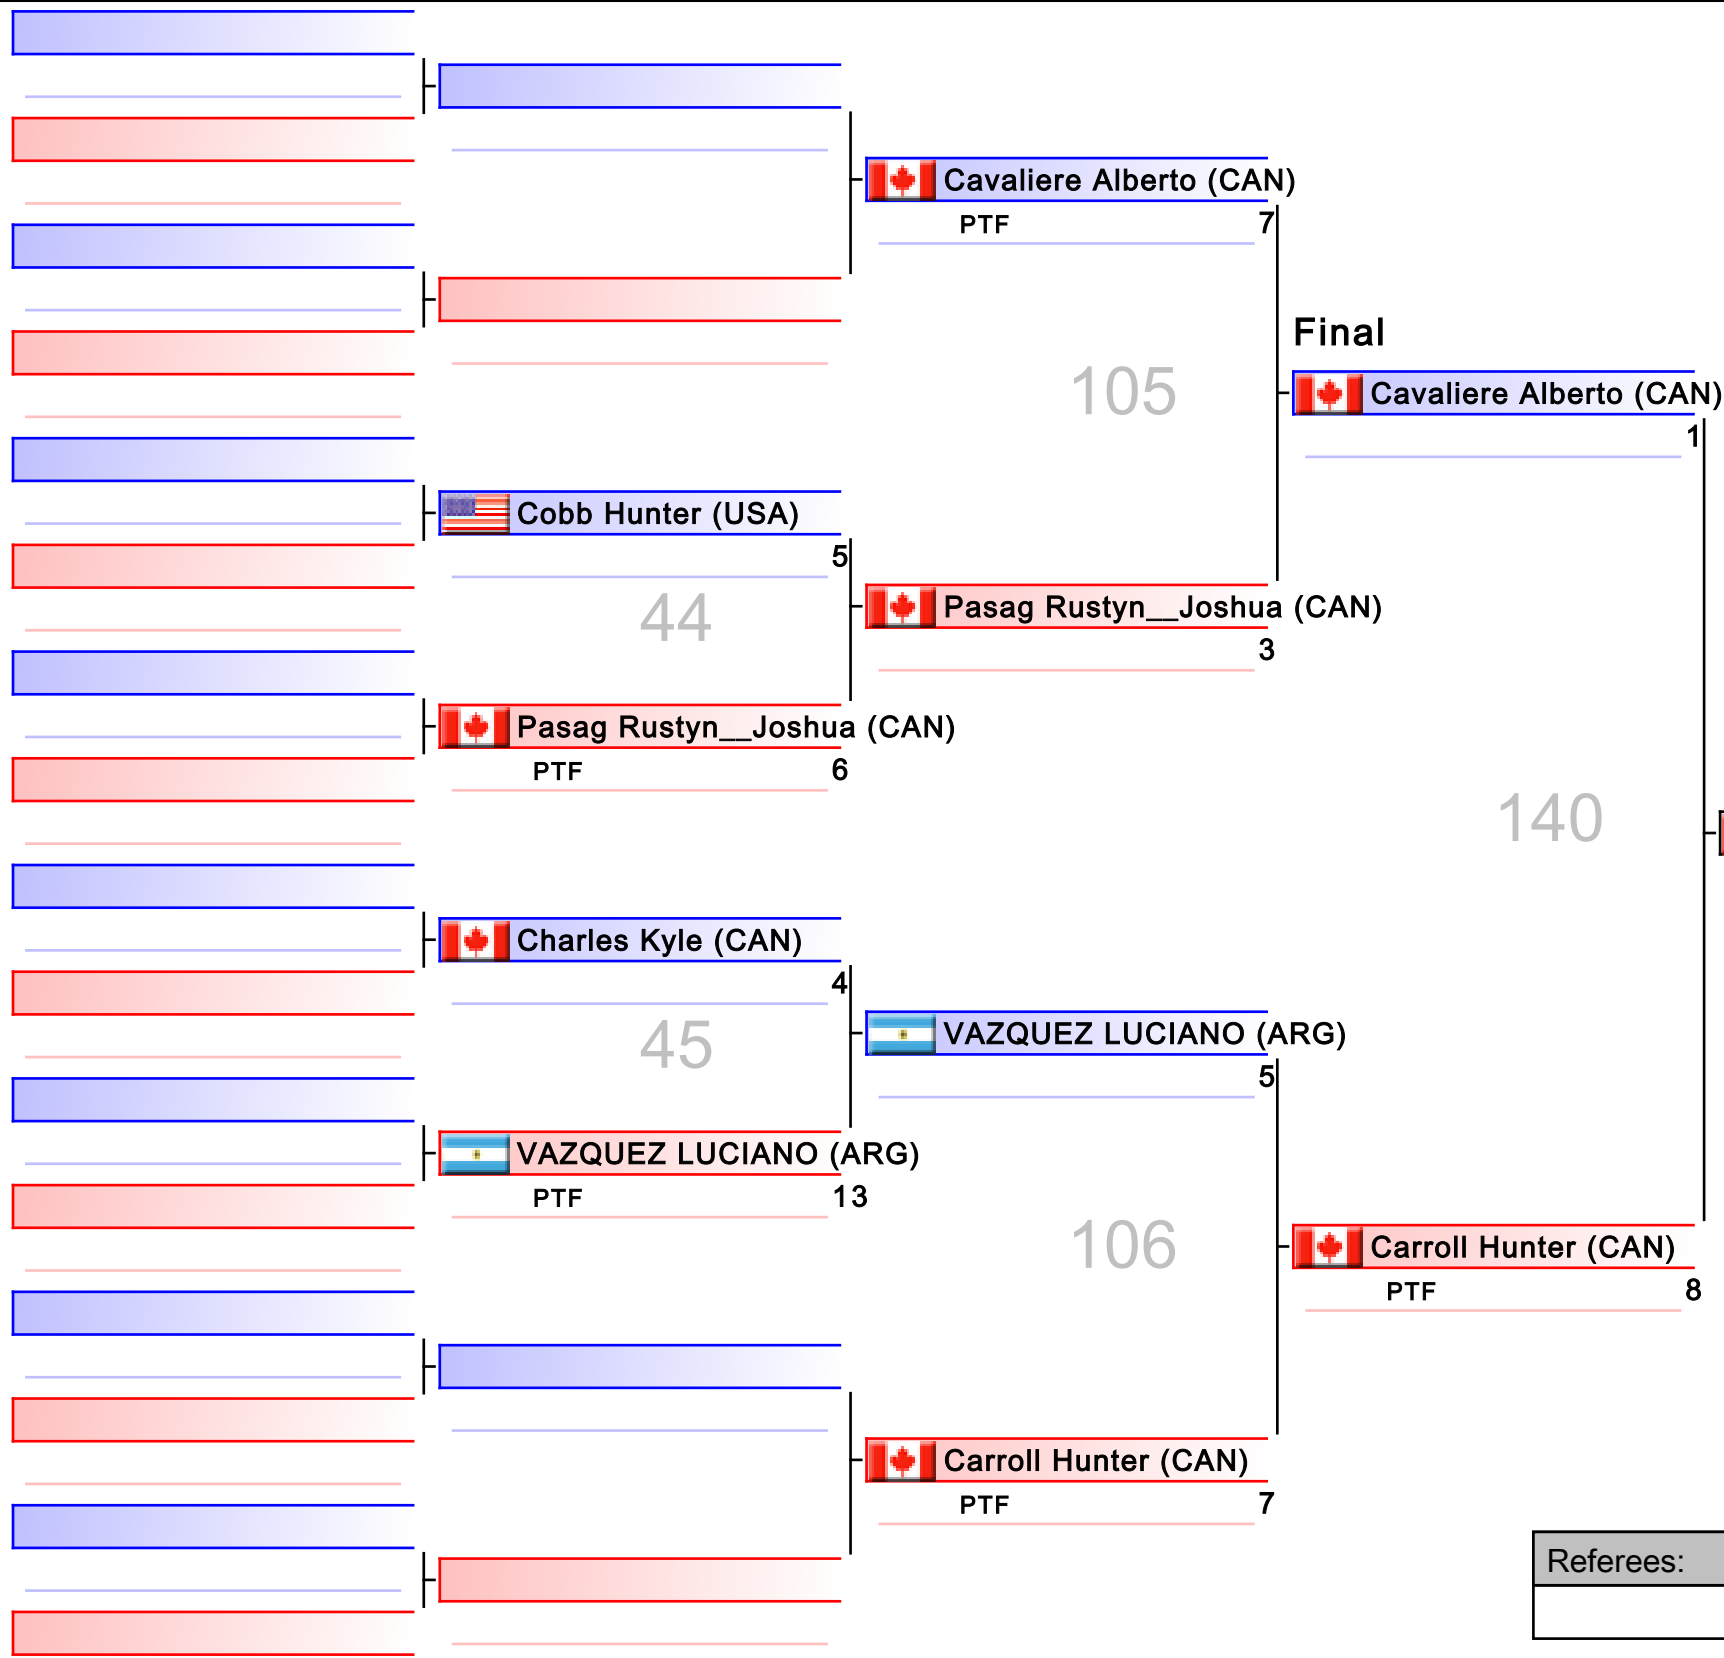 Cavaliere Alberto (CAN)
PTF 7
Final
105
Cavaliere Alberto (CAN)
1
Cobb Hunter (USA)
5
44
Pasag Rustyn__Joshua (CAN)
3
Pasag Rustyn__Joshua (CAN)
PTF 6
140
Charles Kyle (CAN)
4
45
VAZQUEZ LUCIANO (ARG)
5
VAZQUEZ LUCIANO (ARG)
PTF 13
106
Carroll Hunter (CAN)
PTF 8
Carroll Hunter (CAN)
PTF 7
Referees: